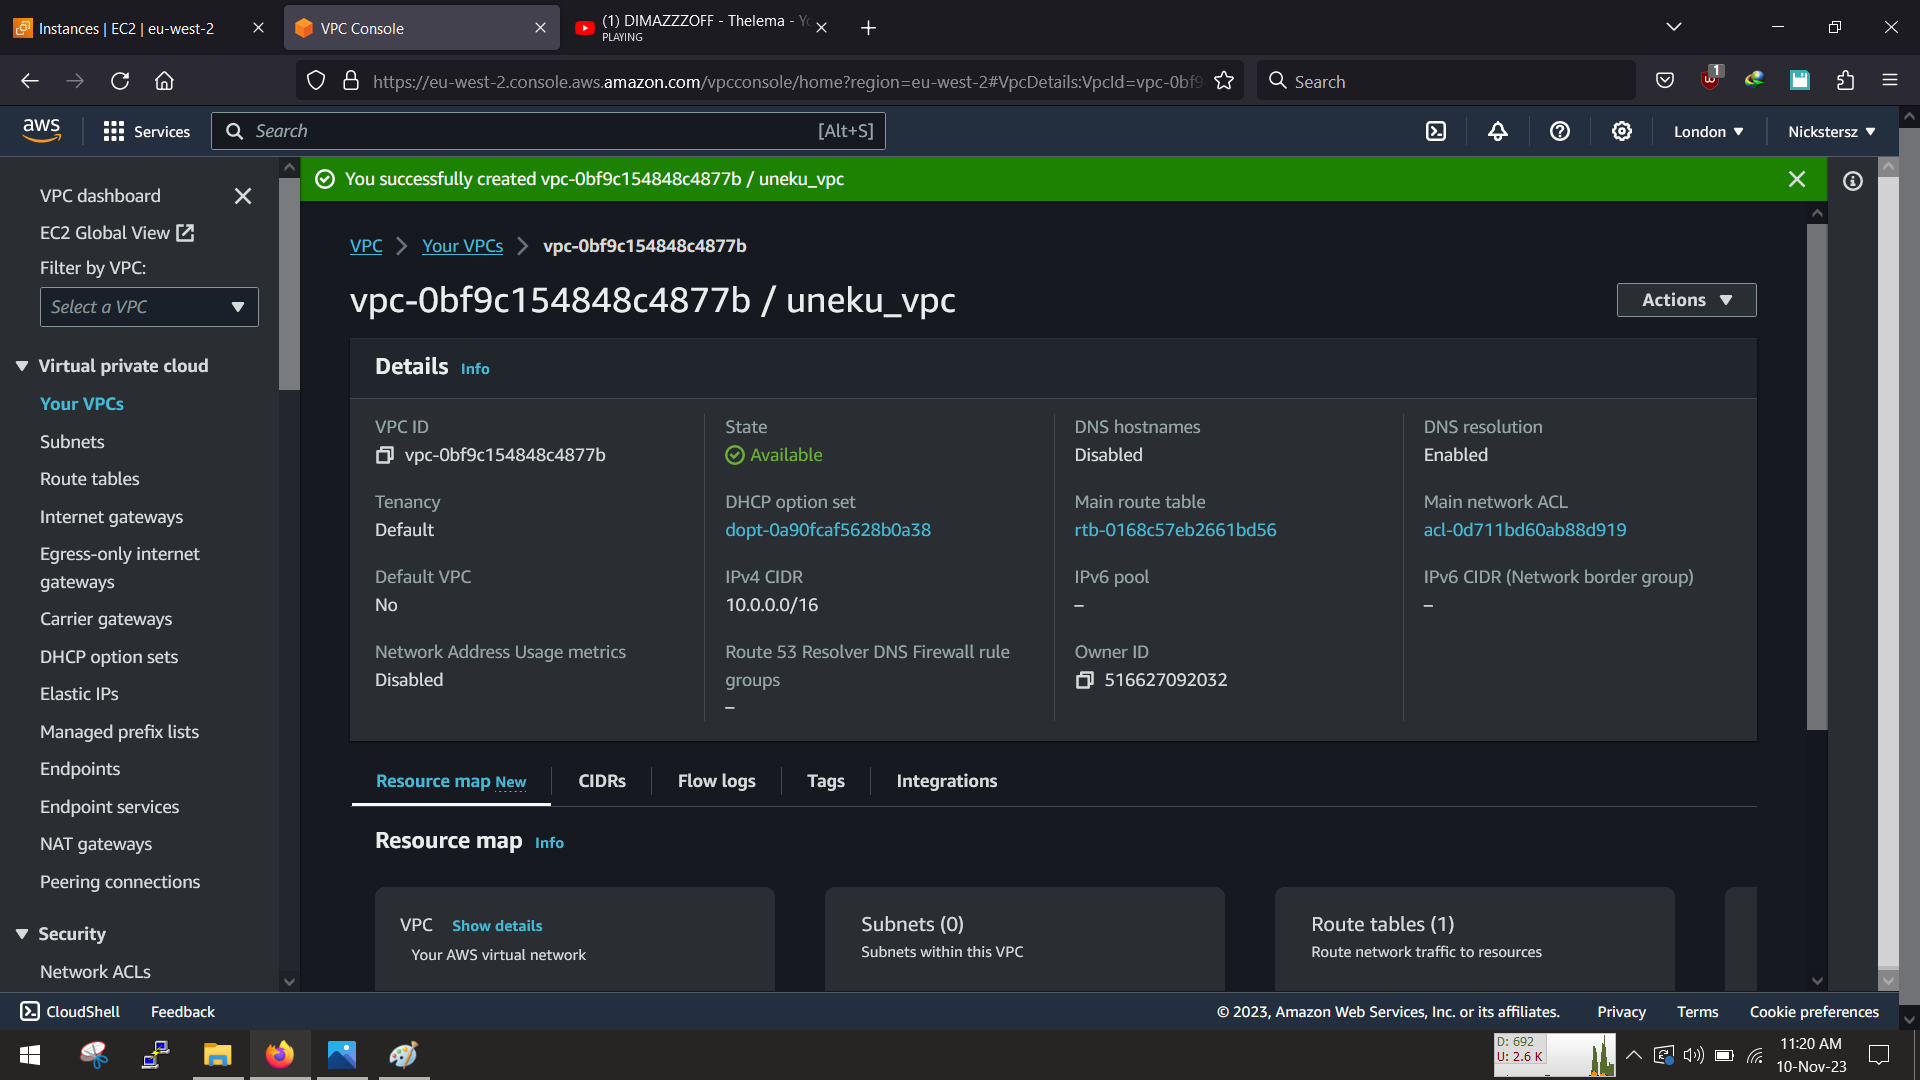 Instances | EC2 | eu-west-2
VPC Console
(1) DIMAZZZOFF - Thelema - Yo
PLAYING
https://eu-west-2.console.aws.amazon.com/vpcconsole/home?region=eu-west-2#VpcDetails:VpcId=vpc-0bf9
Search
1
aws
Services
Search
[Alt+S]
London
Nickstersz
VPC dashboard
EC2 Global View
Filter by VPC:
Select a VPC
Virtual private cloud
Your VPCs
Subnets
Route tables
Internet gateways
Egress-only internet
gateways
Carrier gateways
DHCP option sets
Elastic IPs
Managed prefix lists
Endpoints
Endpoint services
NAT gateways
Peering connections
Security
Network ACLs
You successfully created vpc-0bf9c154848c4877b / uneku_vpc
VPC
Your VPCs
vpc-0bf9c154848c4877b
vpc-0bf9c154848c4877b / uneku_vpc
Actions
Details Info
VPC ID
vpc-0bf9c154848c4877b
State
Available
DNS hostnames
Disabled
DNS resolution
Enabled
Tenancy
Default
DHCP option set
dopt-0a90fcaf5628b0a38
Main route table
rtb-0168c57eb2661bd56
Main network ACL
acl-0d711bd60ab88d919
Default VPC
No
IPv4 CIDR
10.0.0.0/16
IPv6 pool
–
IPv6 CIDR (Network border group)
–
Network Address Usage metrics
Disabled
Route 53 Resolver DNS Firewall rule
groups
–
Owner ID
516627092032
Resource map New
CIDRs
Flow logs
Tags
Integrations
Resource map Info
VPC Show details
Your AWS virtual network
Subnets (0)
Subnets within this VPC
Route tables (1)
Route network traffic to resources
CloudShell
Feedback
© 2023, Amazon Web Services, Inc. or its affiliates.
Privacy
Terms
Cookie preferences
D: 692
U: 2.6 K
11:20 AM
10-Nov-23